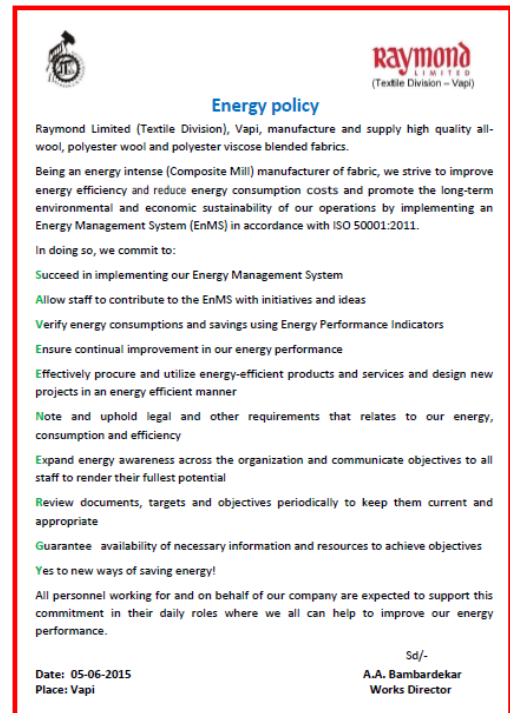 Raymond
LIMITED
(Textile Division – Vapi)
Energy policy
Raymond Limited (Textile Division), Vapi, manufacture and supply high quality all-
wool, polyester wool and polyester viscose blended fabrics.
Being an energy intense (Composite Mill) manufacturer of fabric, we strive to improve
energy efficiency and reduce energy consumption costs and promote the long-term
environmental and economic sustainability of our operations by implementing an
Energy Management System (EnMS) in accordance with ISO 50001:2011.
In doing so, we commit to:
Succeed in implementing our Energy Management System
Allow staff to contribute to the EnMS with initiatives and ideas
Verify energy consumptions and savings using Energy Performance Indicators
Ensure continual improvement in our energy performance
Effectively procure and utilize energy-efficient products and services and design new
projects in an energy efficient manner
Note and uphold legal and other requirements that relates to our energy,
consumption and efficiency
Expand energy awareness across the organization and communicate objectives to all
staff to render their fullest potential
Review documents, targets and objectives periodically to keep them current and
appropriate
Guarantee availability of necessary information and resources to achieve objectives
Yes to new ways of saving energy!
All personnel working for and on behalf of our company are expected to support this
commitment in their daily roles where we all can help to improve our energy
performance.
Sd/-
Date: 05-06-2015 A.A. Bambardekar
Place: Vapi Works Director